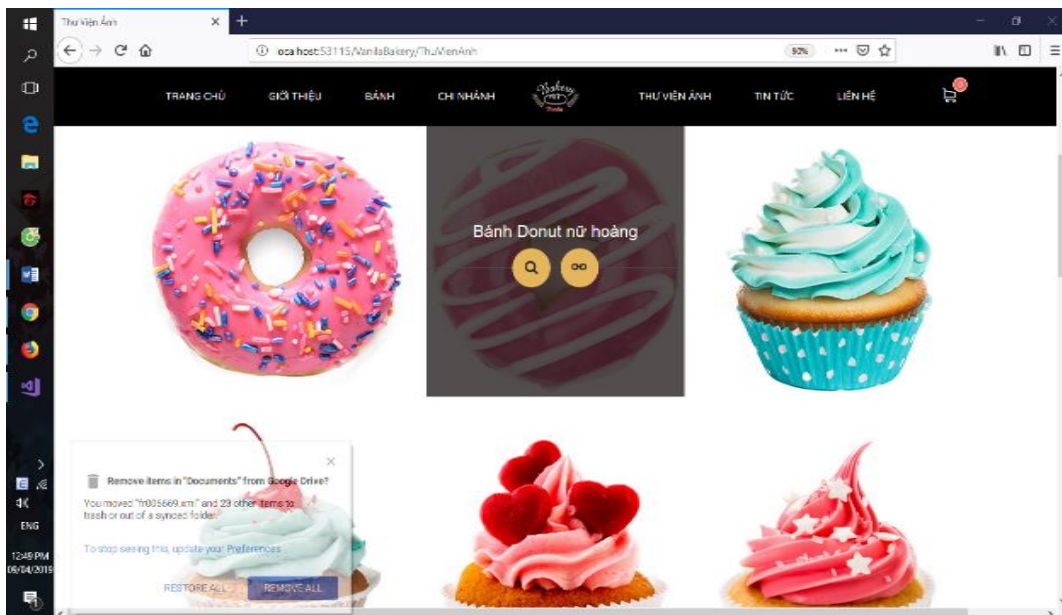 Thư Viện Ảnh
localhost:53115/VanilaBakery/ThuVienAnh
90%
TRANG CHỦ
GIỚI THIỆU
BÁNH
CHI NHÁNH
Bakery
THƯ VIỆN ẢNH
TIN TỨC
LIÊN HỆ
Bánh Donut nữ hoàng
Remove items in "Documents" from Google Drive?
You moved "fr005669.xml" and 23 other items to
trash or out of a synced folder.
To stop seeing this, update your Preferences
RESTORE ALL
REMOVE ALL
ENG
12:49 PM
09/04/2019